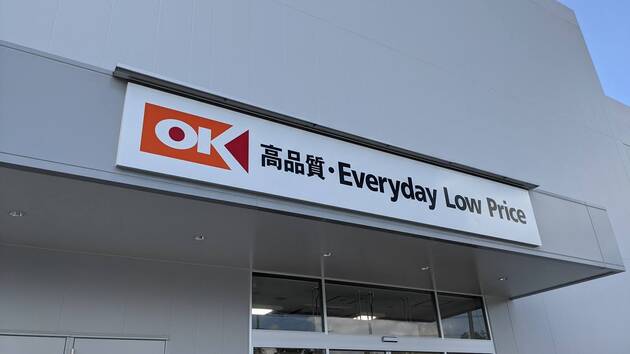 OK 高品質・Everyday Low Price